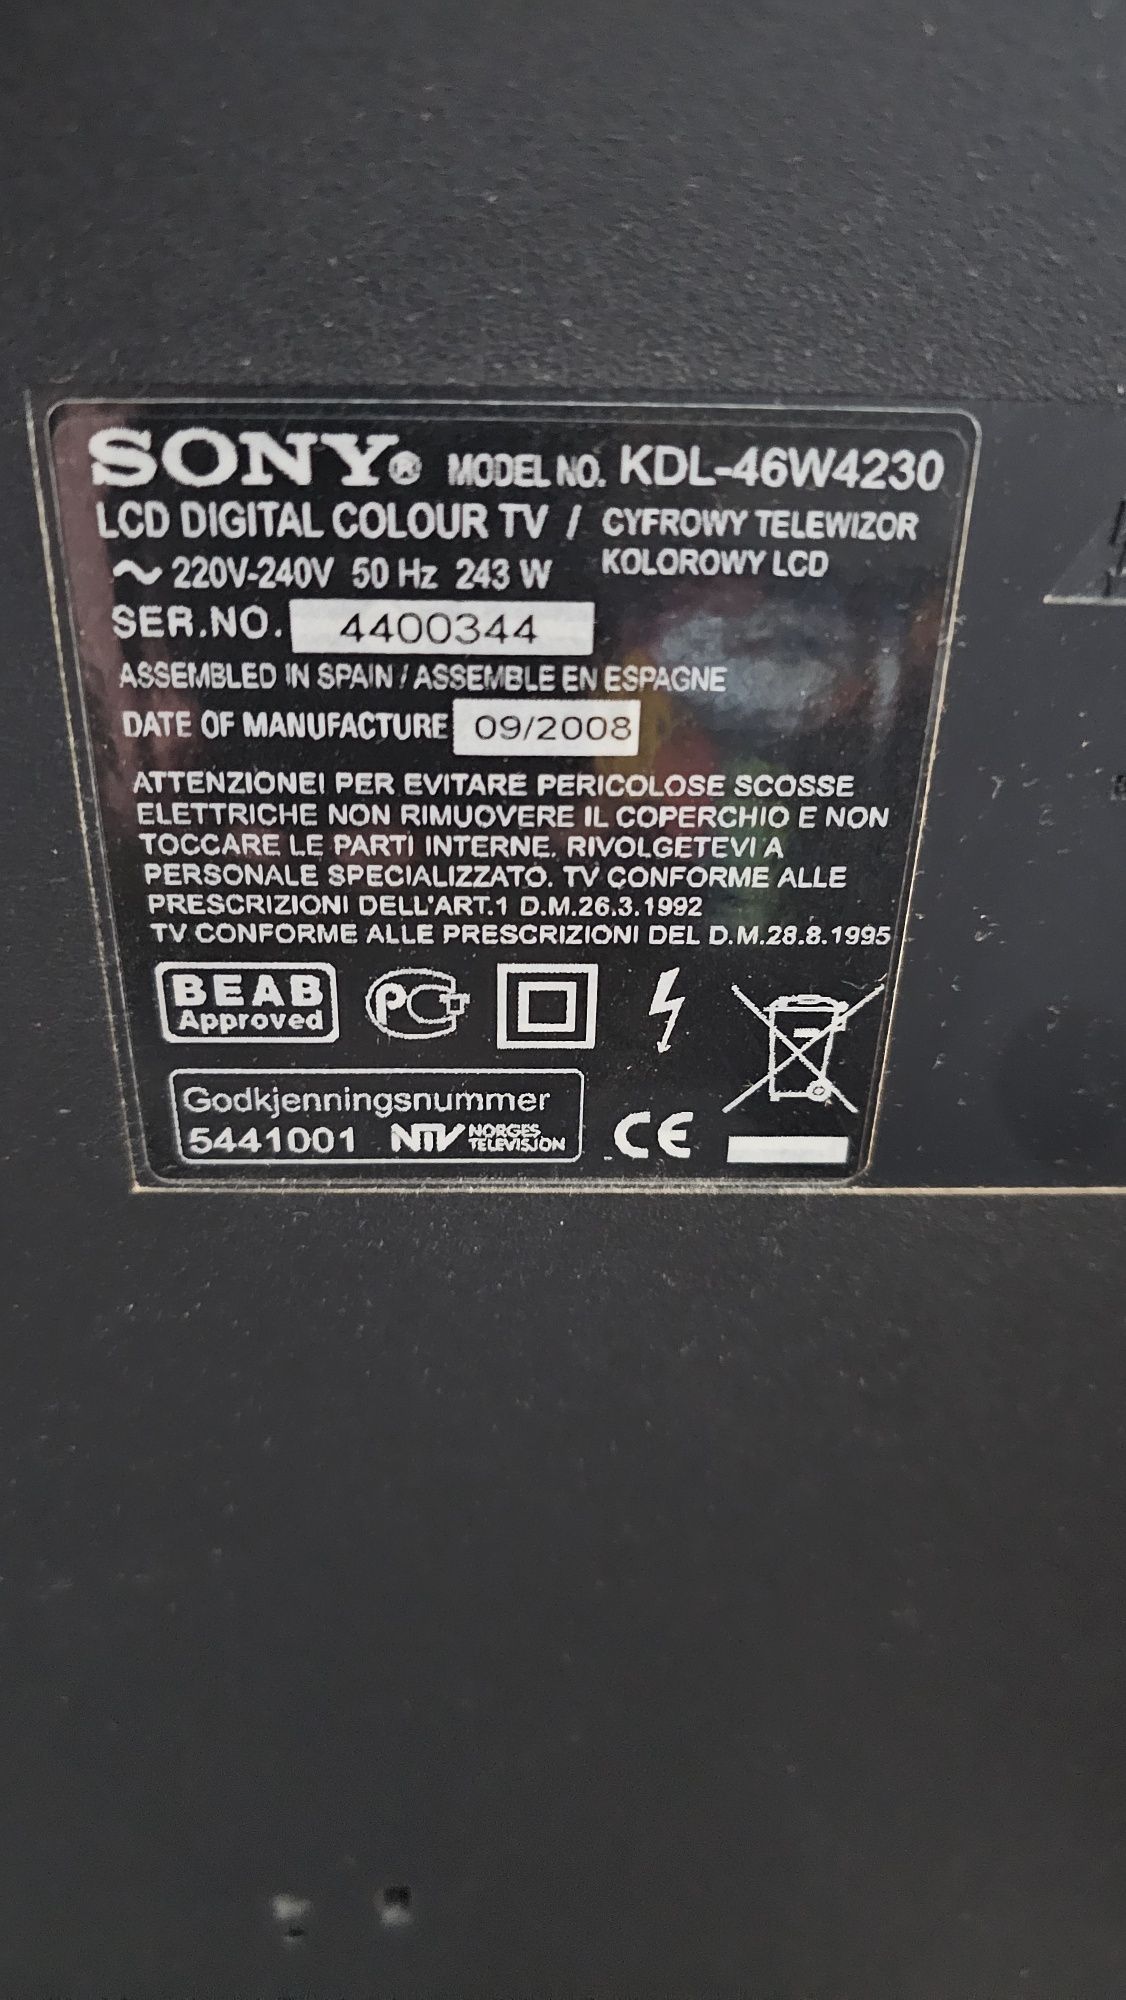 SONY® MODEL NO. KDL-46W4230
LCD DIGITAL COLOUR TV / CYFROWY TELEWIZOR
KOLOROWY LCD
~ 220V-240V 50 Hz 243 W
SER.NO. 4400344
ASSEMBLED IN SPAIN / ASSEMBLE EN ESPAGNE
DATE OF MANUFACTURE 09/2008
ATTENZIONE! PER EVITARE PERICOLOSE SCOSSE
ELETTRICHE NON RIMUOVERE IL COPERCHIO E NON
TOCCARE LE PARTI INTERNE. RIVOLGETEVI A
PERSONALE SPECIALIZZATO. TV CONFORME ALLE
PRESCRIZIONI DELL'ART.1 D.M.26.3.1992
TV CONFORME ALLE PRESCRIZIONI DEL D.M.28.8.1995
BEAB
Approved
PCT
Godkjenningsnummer
5441001 NTV NORGES
TELEVISJON
CE